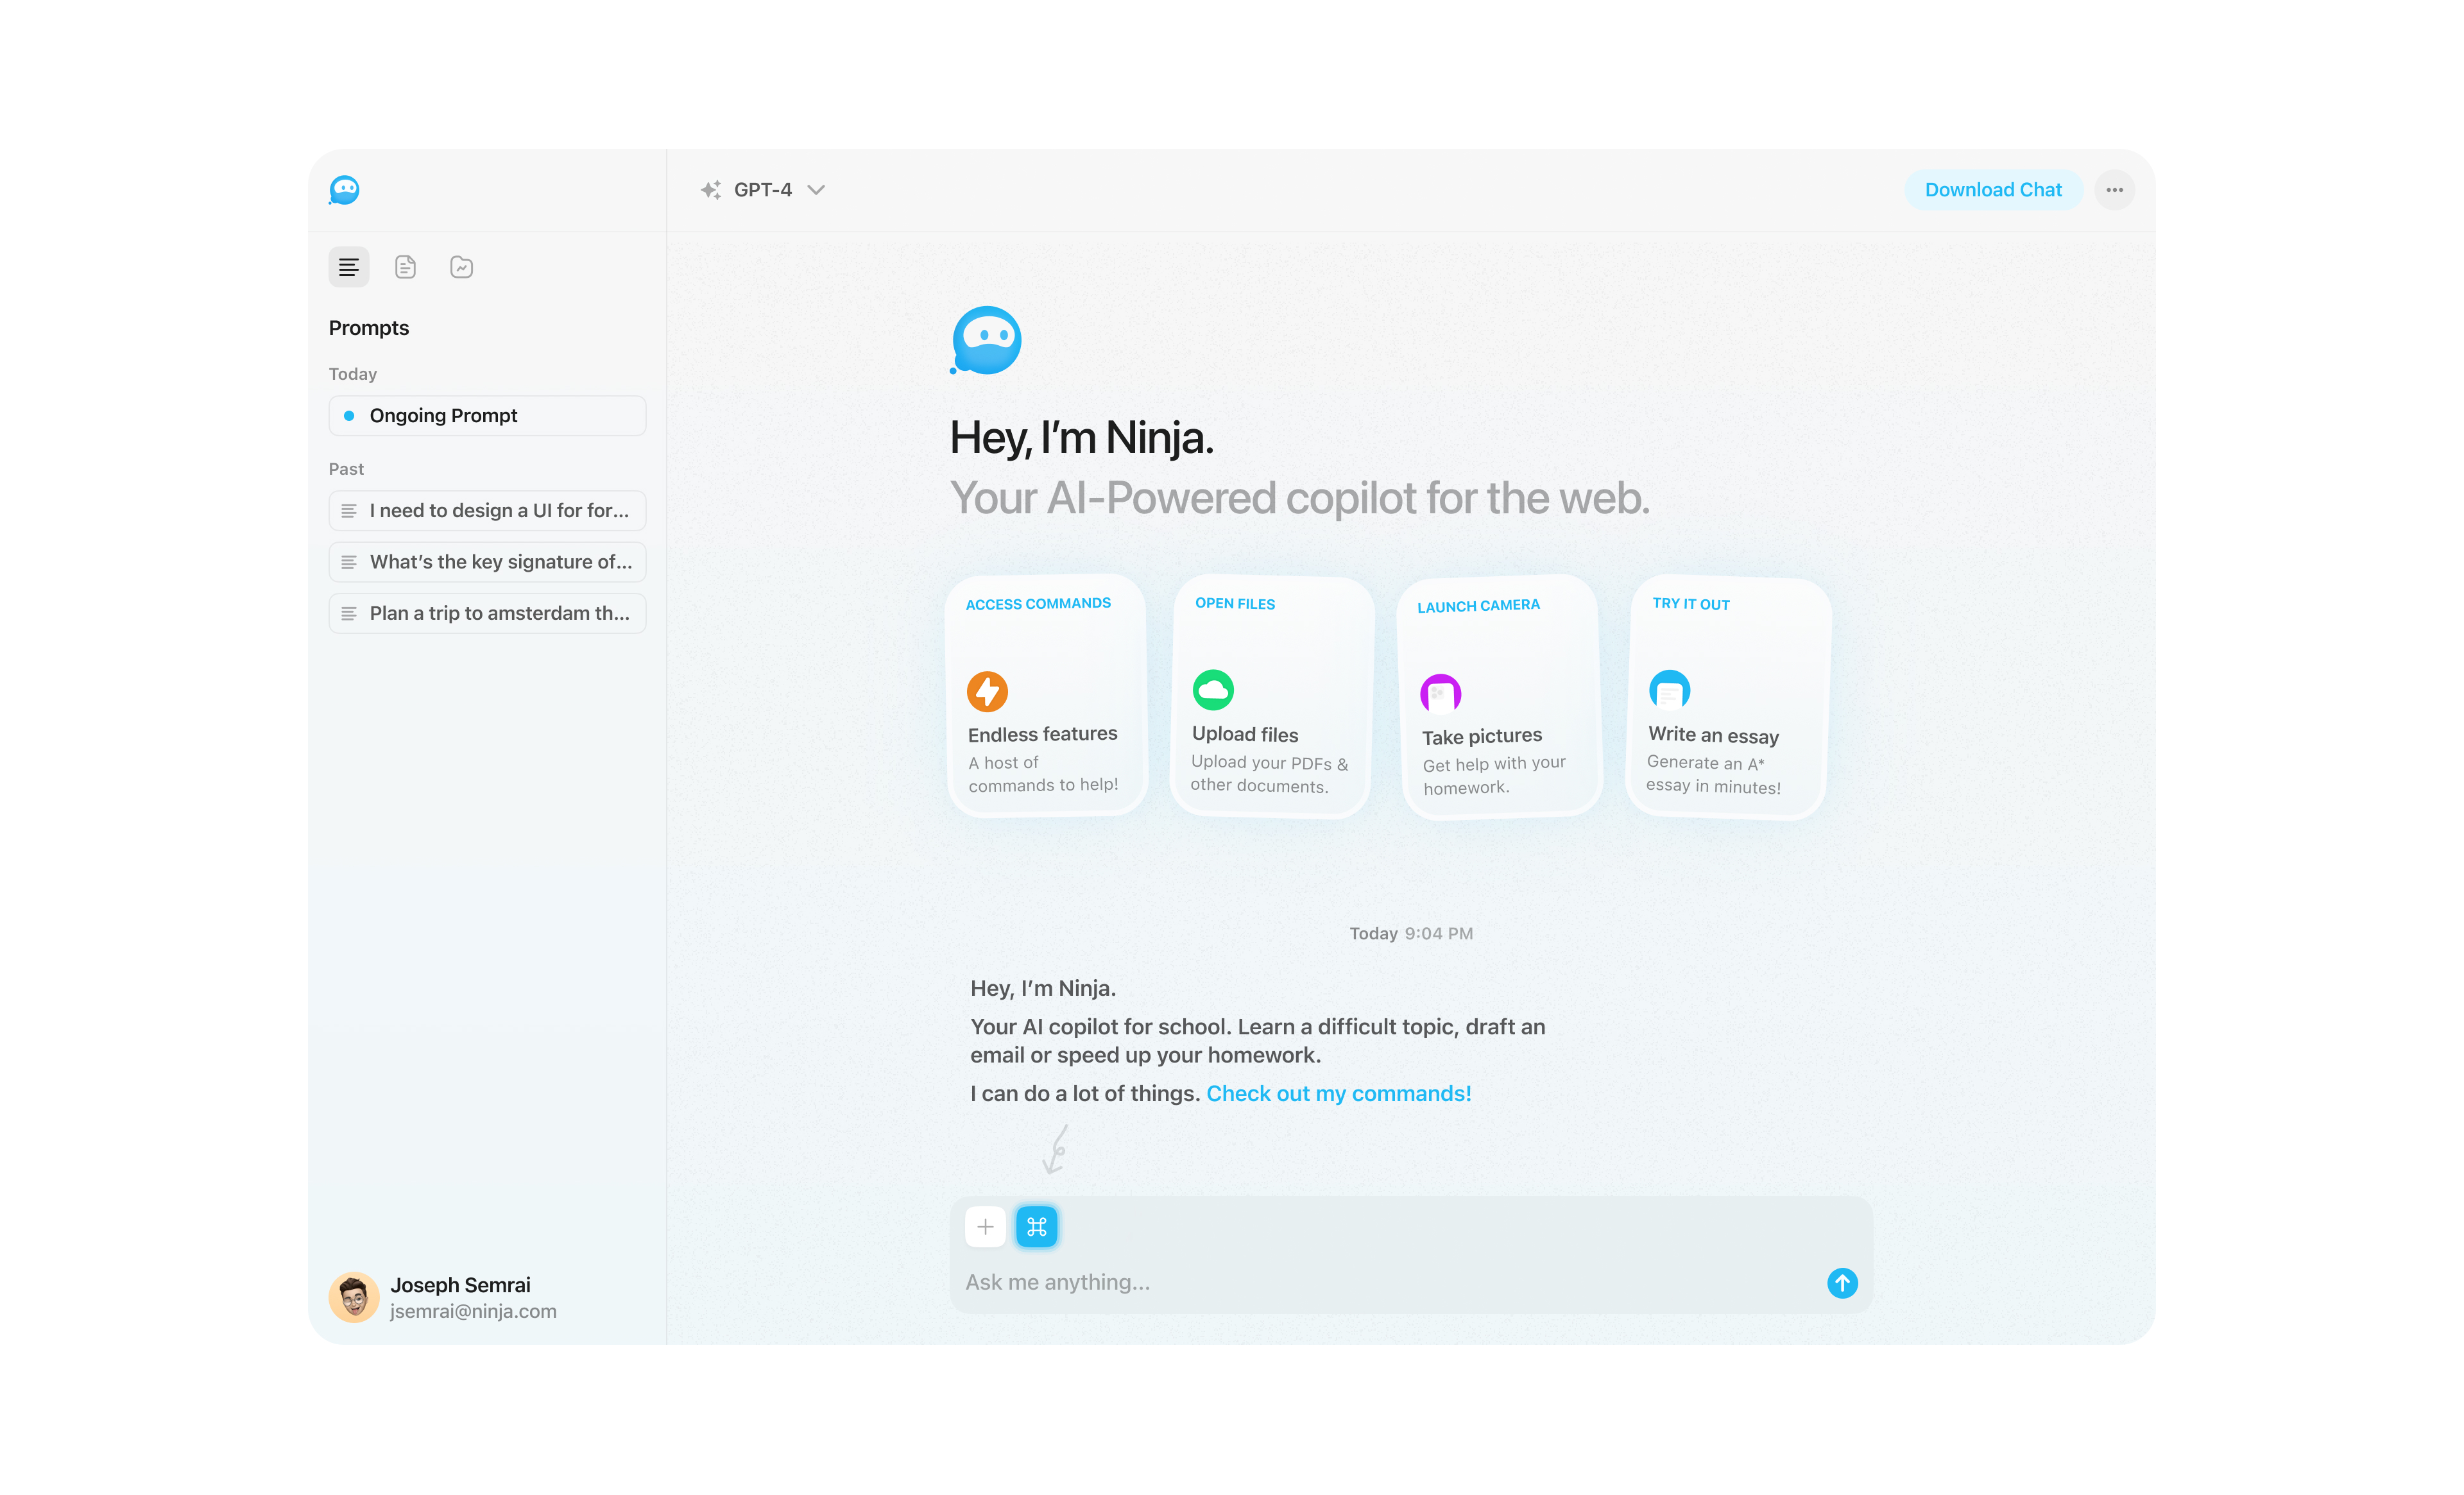 GPT-4
Download Chat
Prompts
Today
Ongoing Prompt
Past
I need to design a UI for for...
What's the key signature of...
Plan a trip to amsterdam th...
Joseph Semrai
jsemrai@ninja.com
Hey, I'm Ninja.
Your AI-Powered copilot for the web.
ACCESS COMMANDS
Endless features
A host of
commands to help!
OPEN FILES
Upload files
Upload your PDFs &
other documents.
LAUNCH CAMERA
Take pictures
Get help with your
homework.
TRY IT OUT
Write an essay
Generate an A*
essay in minutes!
Today 9:04 PM
Hey, I'm Ninja.
Your AI copilot for school. Learn a difficult topic, draft an
email or speed up your homework.
I can do a lot of things. Check out my commands!
Ask me anything...